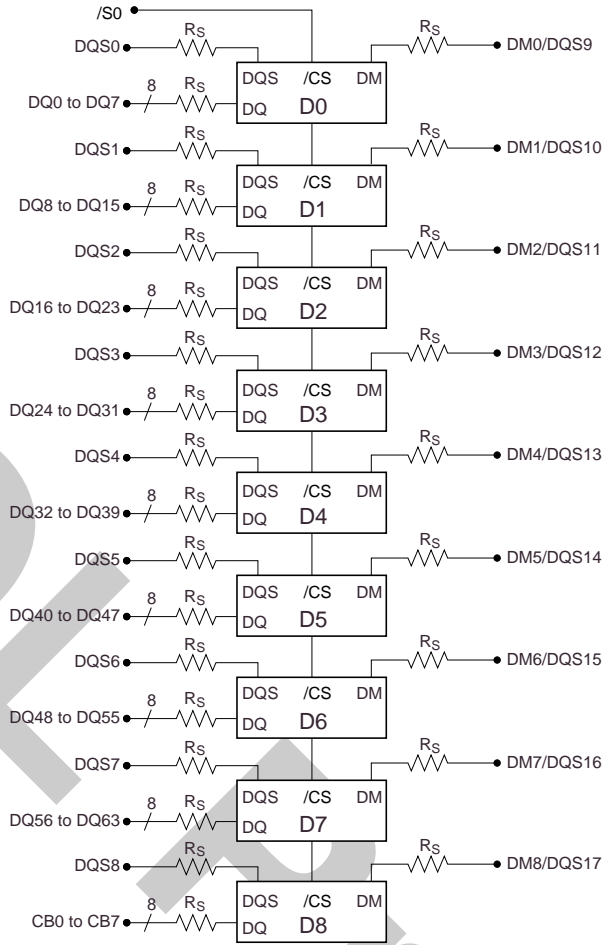 /S0
DQS0 RS RS DM0/DQS9
DQS /CS DM
DQ0 to DQ7 8 RS DQ D0
DQS1 RS RS DM1/DQS10
DQS /CS DM
DQ8 to DQ15 8 RS DQ D1
DQS2 RS RS DM2/DQS11
DQS /CS DM
DQ16 to DQ23 8 RS DQ D2
DQS3 RS RS DM3/DQS12
DQS /CS DM
DQ24 to DQ31 8 RS DQ D3
DQS4 RS RS DM4/DQS13
DQS /CS DM
DQ32 to DQ39 8 RS DQ D4
DQS5 RS RS DM5/DQS14
DQS /CS DM
DQ40 to DQ47 8 RS DQ D5
DQS6 RS RS DM6/DQS15
DQS /CS DM
DQ48 to DQ55 8 RS DQ D6
DQS7 RS RS DM7/DQS16
DQS /CS DM
DQ56 to DQ63 8 RS DQ D7
DQS8 RS RS DM8/DQS17
DQS /CS DM
CB0 to CB7 8 RS DQ D8